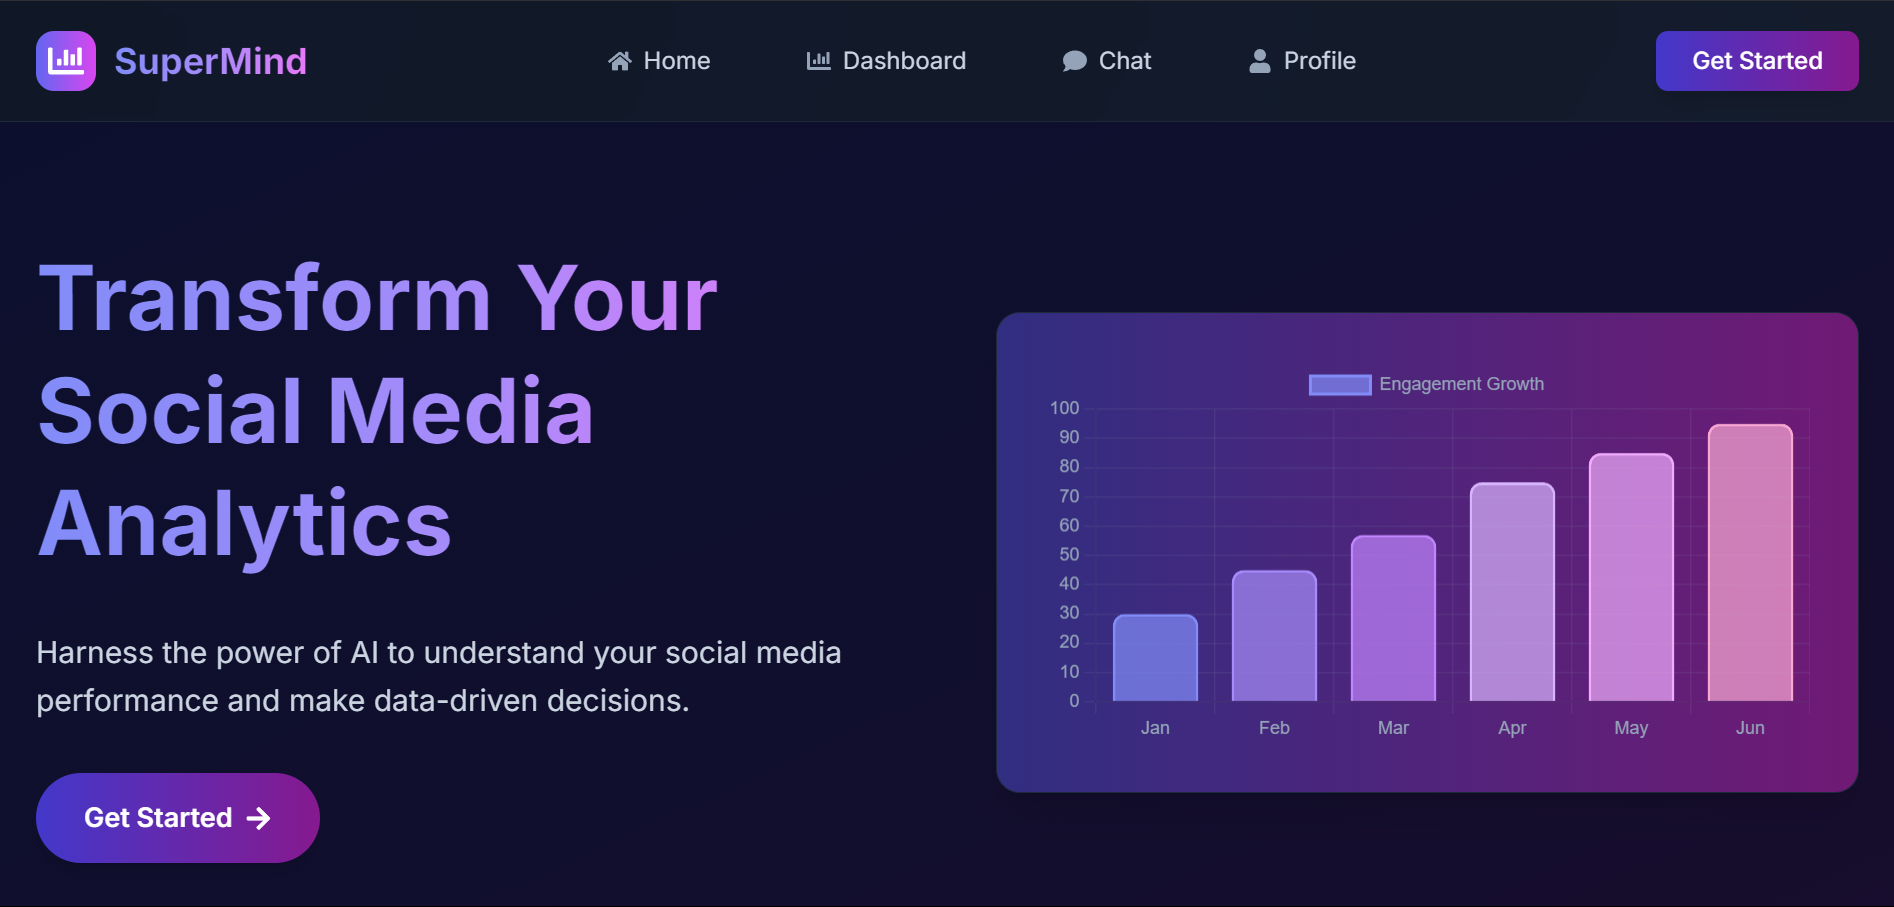 SuperMind
Home
Dashboard
Chat
Profile
Get Started
Transform Your
Social Media
Analytics
Harness the power of AI to understand your social media
performance and make data-driven decisions.
Get Started
Engagement Growth
100
90
80
70
60
50
40
30
20
10
0
Jan
Feb
Mar
Apr
May
Jun